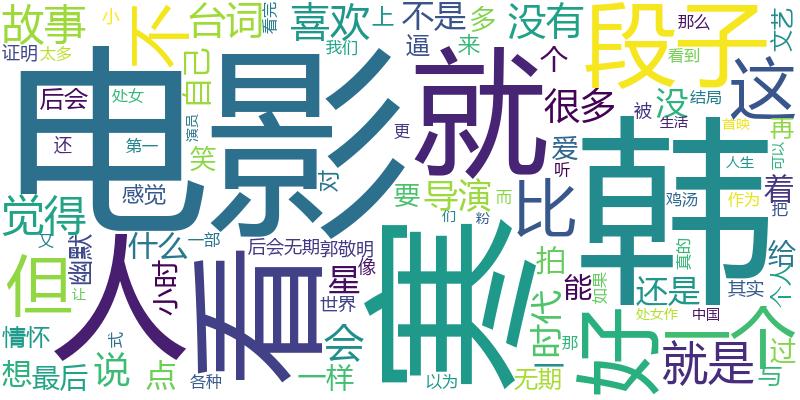 故事
不
台词
看完
喜欢
上
不是
多
没有
段子
那么
文艺
小
证明
太多
我们
逼
来
个
看到
这
电影
就
后会
处女
自己
很多
没
被
结局
首映
再
还
第一
演员
更
爱
生活
可以
笑
听
韩
人生
感觉
对
要
导演
而
比
鸡汤
作为
把
着
觉得
们
粉
又
幽默
什么
一部
后会无期
郭敬明
寒
拍
还是
真的
其实
个人
给
但
人
小时
看
星
像
能
如果
世界
时代
好
一个
处女作
中国
情怀
式
会
那
就是
过
想
最后
说
点
各种
一样
以为
无期
与
让